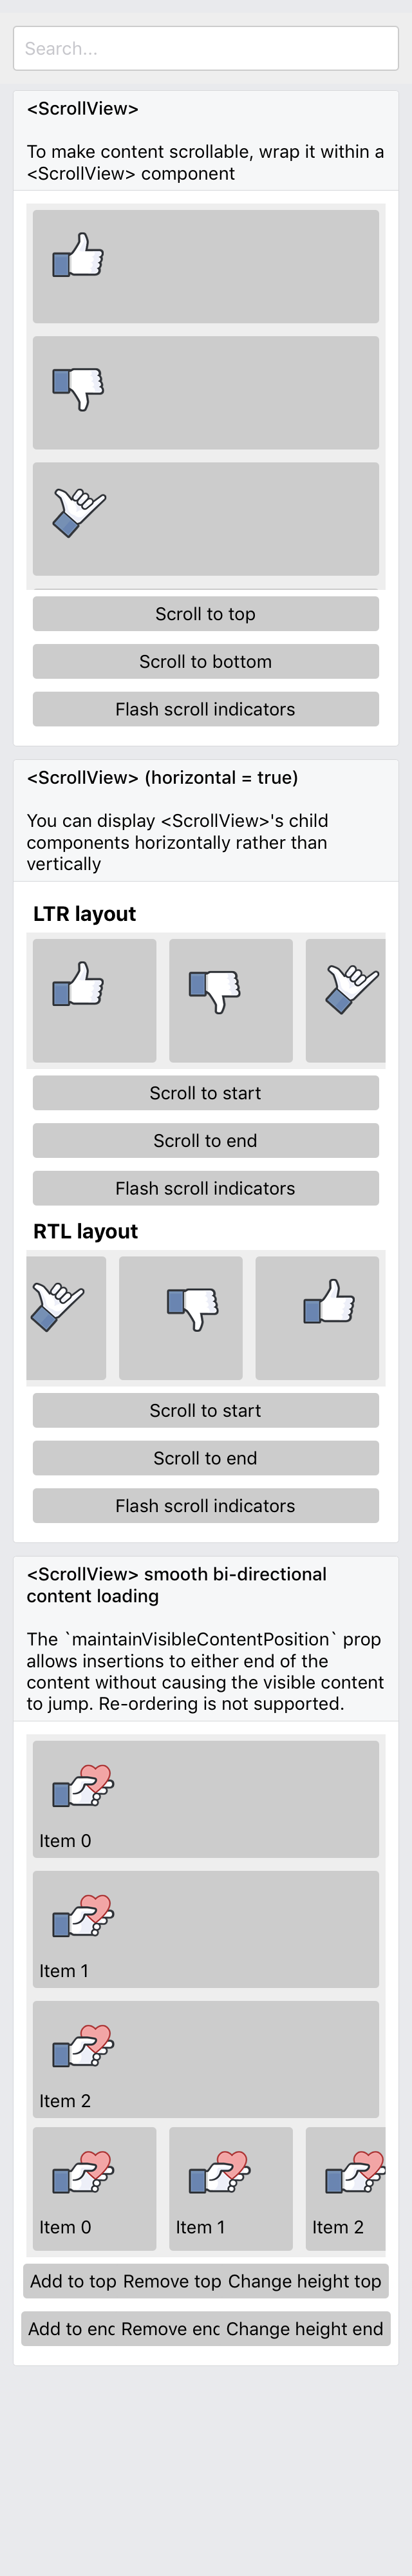 Search...
<ScrollView>
To make content scrollable, wrap it within a
<ScrollView> component
Scroll to top
Scroll to bottom
Flash scroll indicators
<ScrollView> (horizontal = true)
You can display <ScrollView>'s child
components horizontally rather than
vertically
LTR layout
Scroll to start
Scroll to end
Flash scroll indicators
RTL layout
Scroll to start
Scroll to end
Flash scroll indicators
<ScrollView> smooth bi-directional
content loading
The `maintainVisibleContentPosition` prop
allows insertions to either end of the
content without causing the visible content
to jump. Re-ordering is not supported.
Item 0
Item 1
Item 2
Item 0 Item 1 Item 2
Add to top Remove top Change height top
Add to end Remove end Change height end